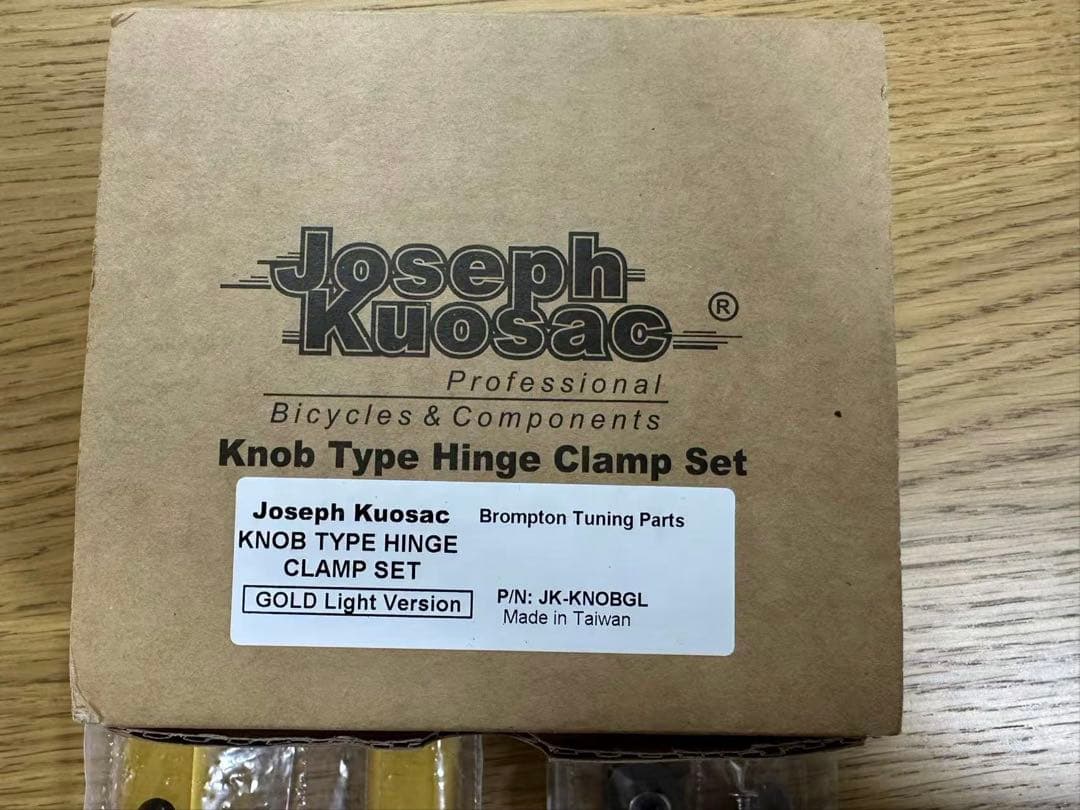 Joseph
Kuosac ®
Professional
Bicycles & Components
Knob Type Hinge Clamp Set
Joseph Kuosac Brompton Tuning Parts
KNOB TYPE HINGE
CLAMP SET
GOLD Light Version P/N: JK-KNOBGL
Made in Taiwan